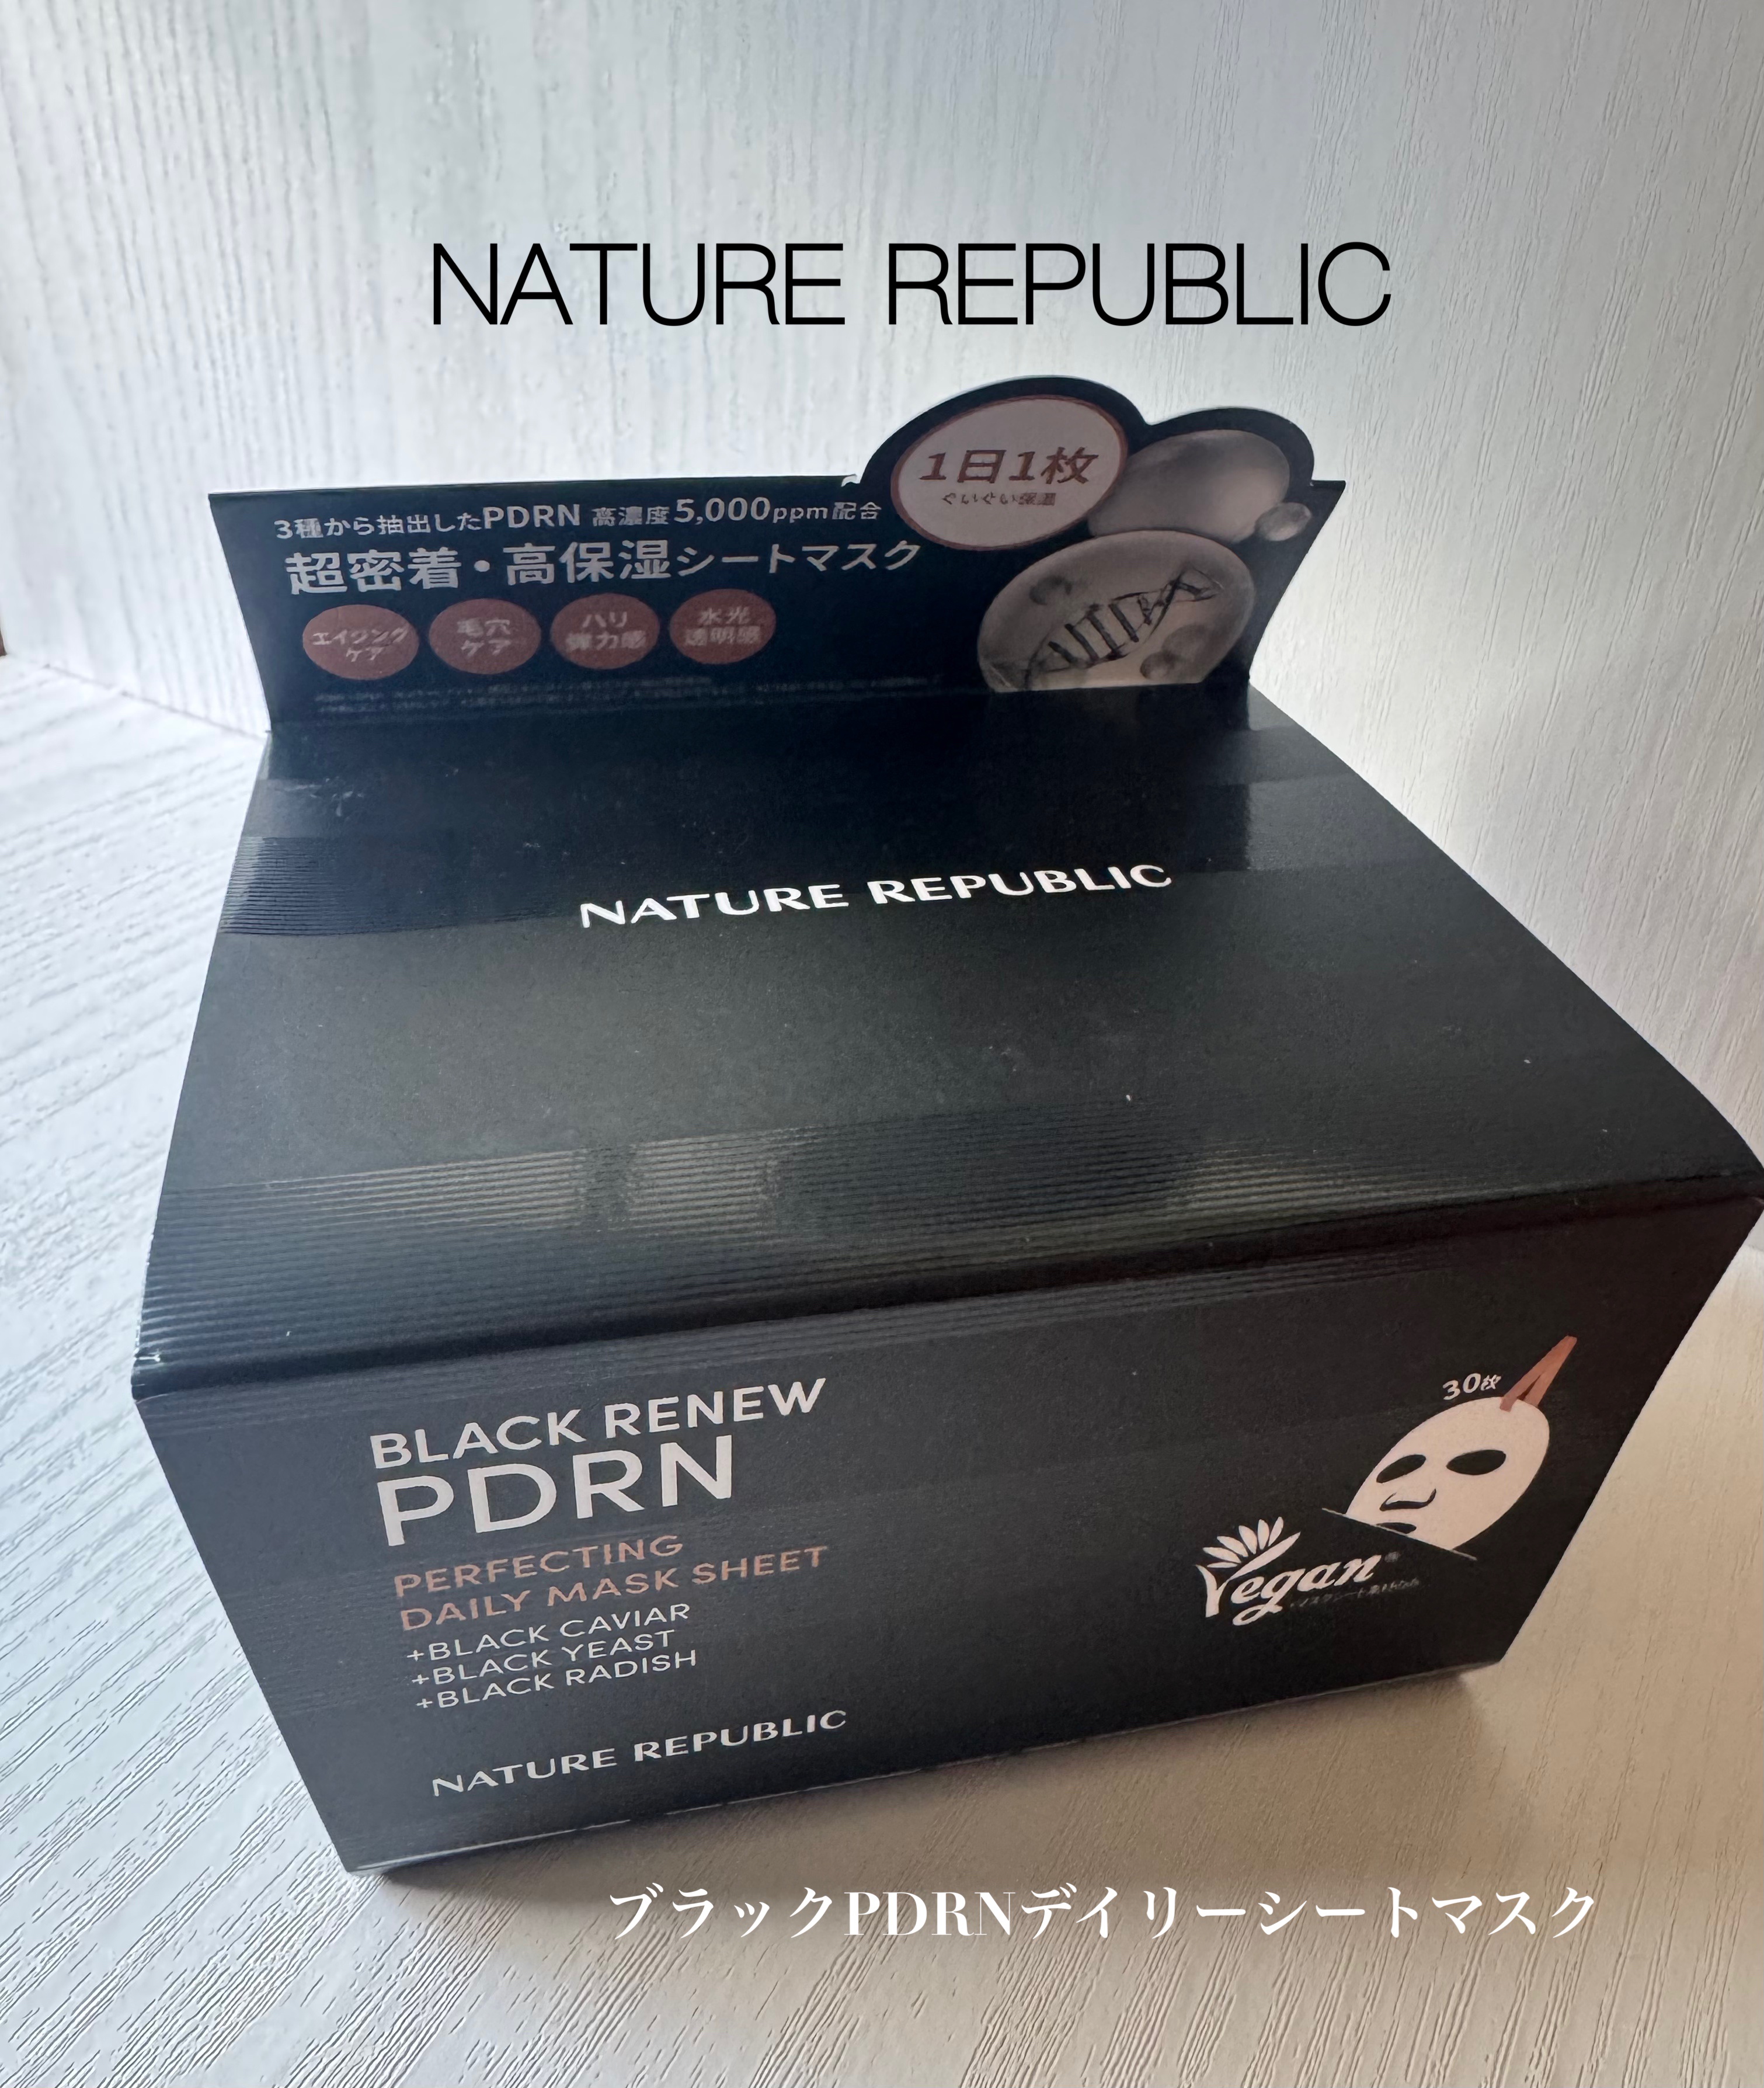 NATURE REPUBLIC
1日1枚
ぐいぐい保湿
3種から抽出したPDRN 高濃度5,000ppm配合
超密着・高保湿シートマスク
エイジング
ケア
毛穴
ケア
ハリ
弾力感
水光
透明感
NATURE REPUBLIC
BLACK RENEW
PDRN
PERFECTING
DAILY MASK SHEET
+BLACK CAVIAR
+BLACK YEAST
+BLACK RADISH
NATURE REPUBLIC
30枚
Vegan
ブラックPDRNデイリーシートマスク